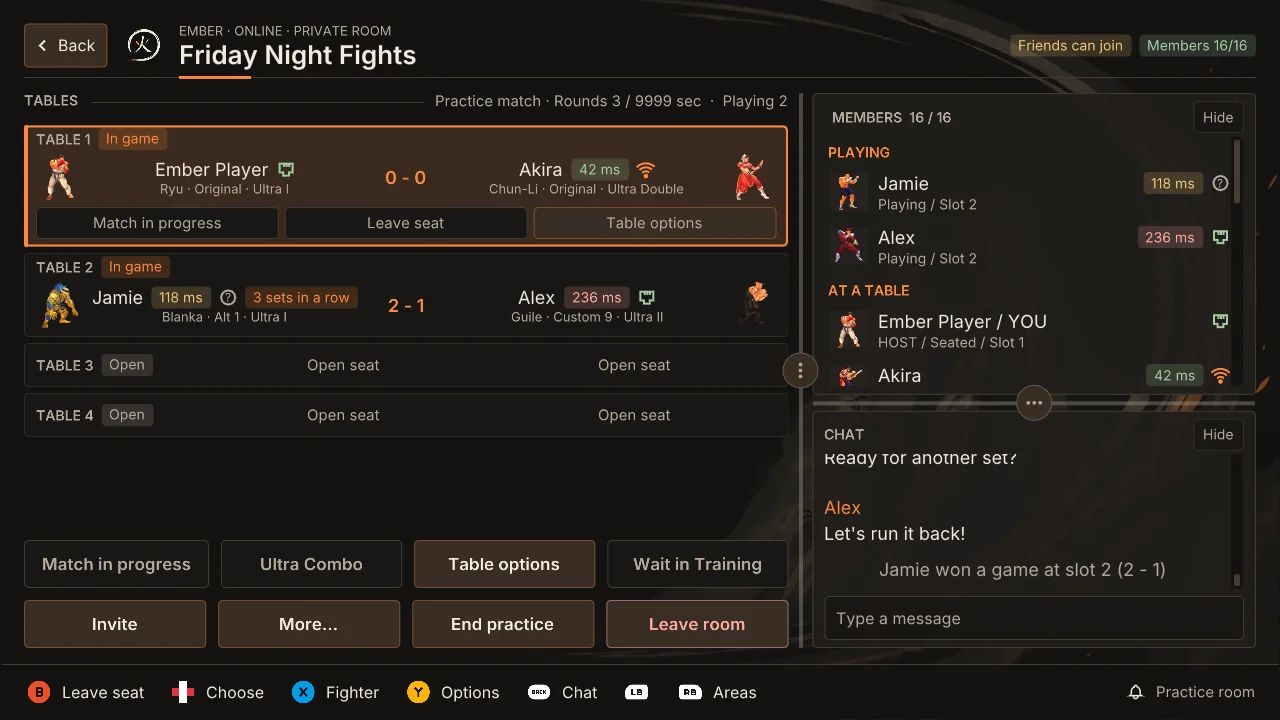 Back
火
EMBER · ONLINE · PRIVATE ROOM
Friday Night Fights
Friends can join
Members 16/16
TABLES
Practice match · Rounds 3 / 9999 sec · Playing 2
TABLE 1 In game
Ember Player
Ryu · Original · Ultra I
0 - 0
Akira 42 ms
Chun-Li · Original · Ultra Double
Match in progress
Leave seat
Table options
TABLE 2 In game
Jamie 118 ms ? 3 sets in a row
Blanka · Alt 1 · Ultra I
2 - 1
Alex 236 ms
Guile · Custom 9 · Ultra II
TABLE 3 Open Open seat Open seat
TABLE 4 Open Open seat Open seat
Match in progress
Ultra Combo
Table options
Wait in Training
Invite
More...
End practice
Leave room
MEMBERS 16 / 16
Hide
PLAYING
Jamie 118 ms ?
Playing / Slot 2
Alex 236 ms
Playing / Slot 2
AT A TABLE
Ember Player / YOU
HOST / Seated / Slot 1
Akira 42 ms
CHAT
Hide
Ready for another set?
Alex
Let's run it back!
Jamie won a game at slot 2 (2 - 1)
Type a message
B Leave seat
Choose
X Fighter
Y Options
BACK Chat
LB RB Areas
Practice room